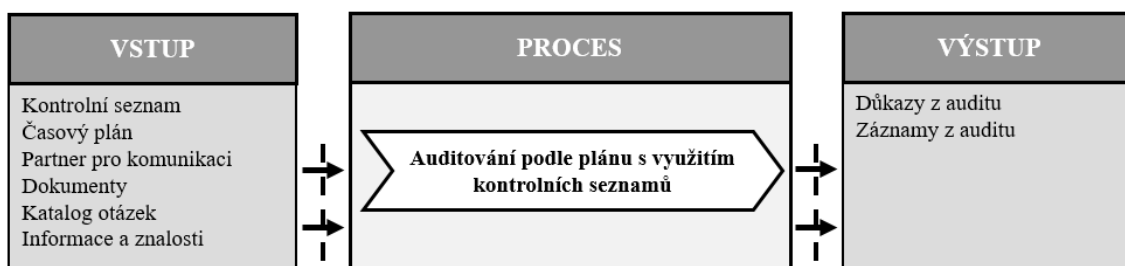 VSTUP
Kontrolní seznam
Časový plán
Partner pro komunikaci
Dokumenty
Katalog otázek
Informace a znalosti
PROCES
Auditování podle plánu s využitím
kontrolních seznamů
VÝSTUP
Důkazy z auditu
Záznamy z auditu